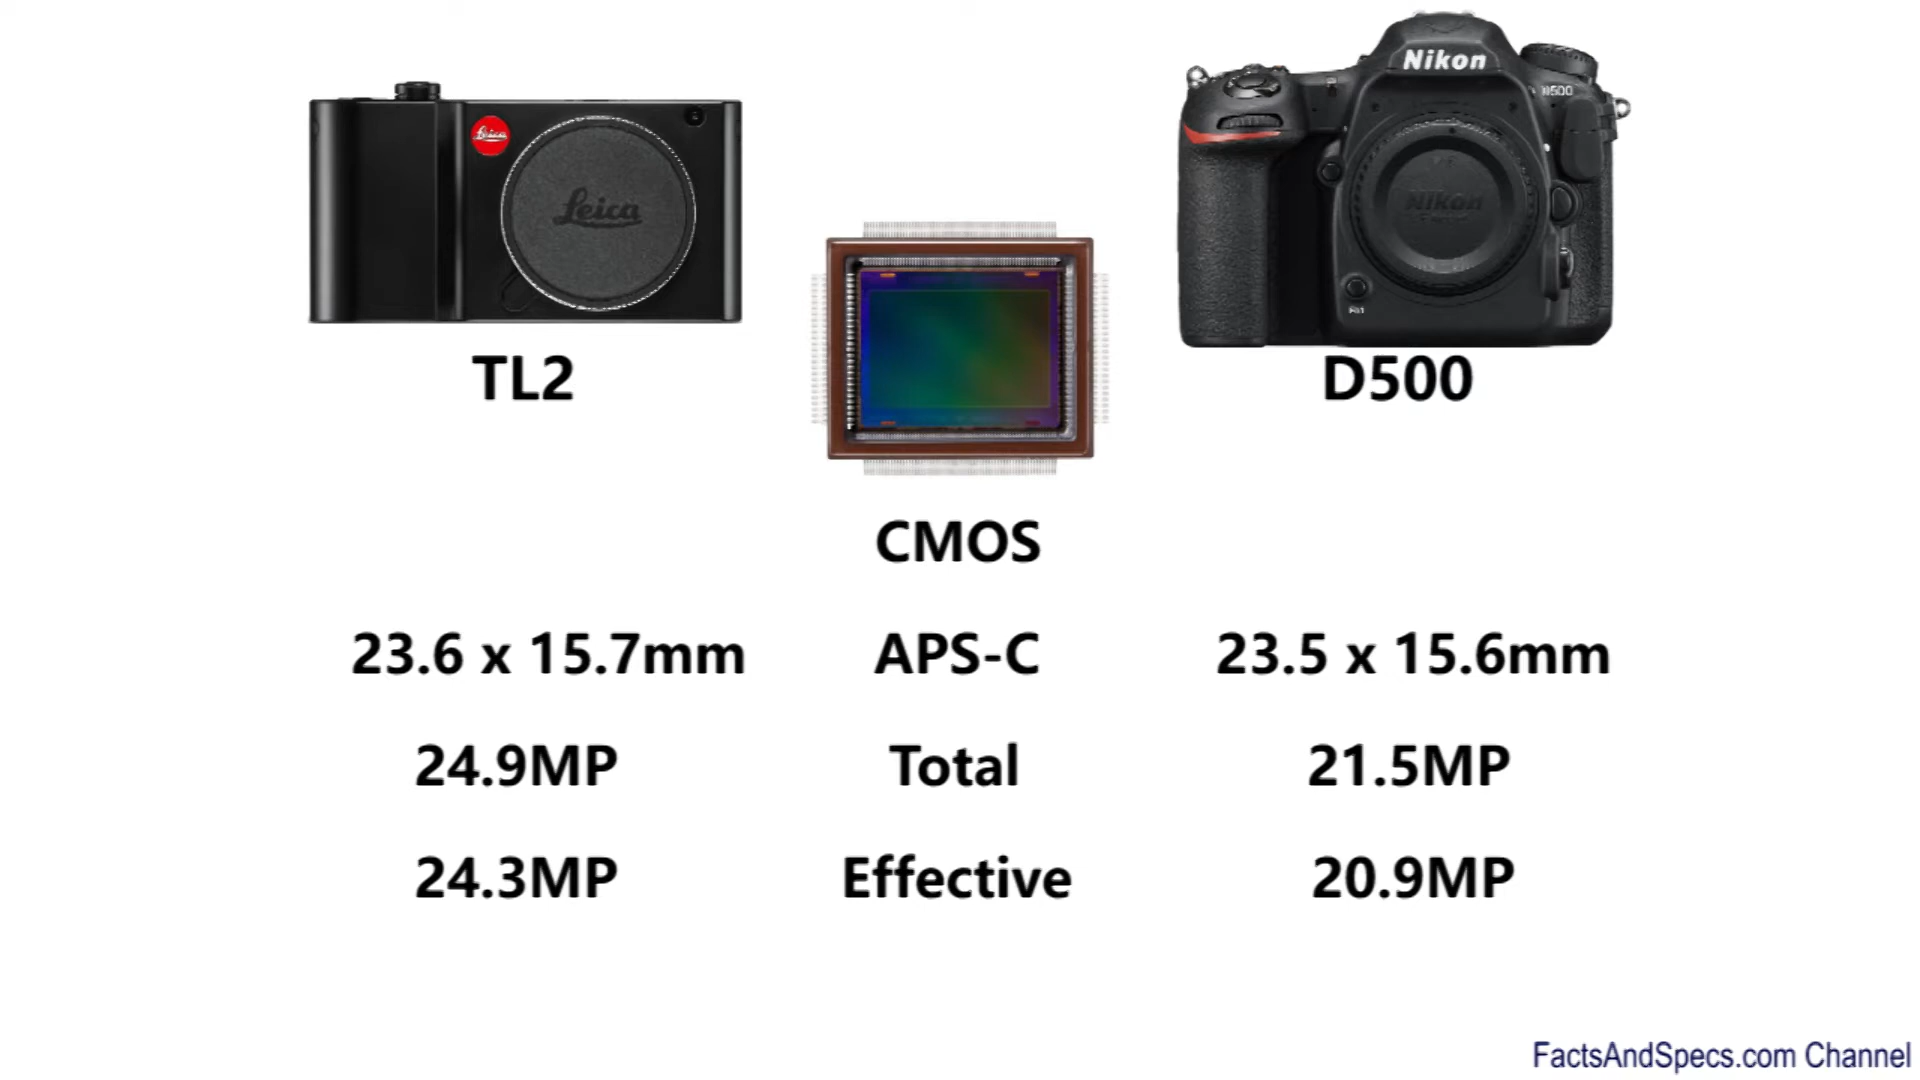 Nikon
D500
Leica
Leica
Nikon
TL2
D500
CMOS
23.6 x 15.7mm
APS-C
23.5 x 15.6mm
24.9MP
Total
21.5MP
24.3MP
Effective
20.9MP
FactsAndSpecs.com Channel